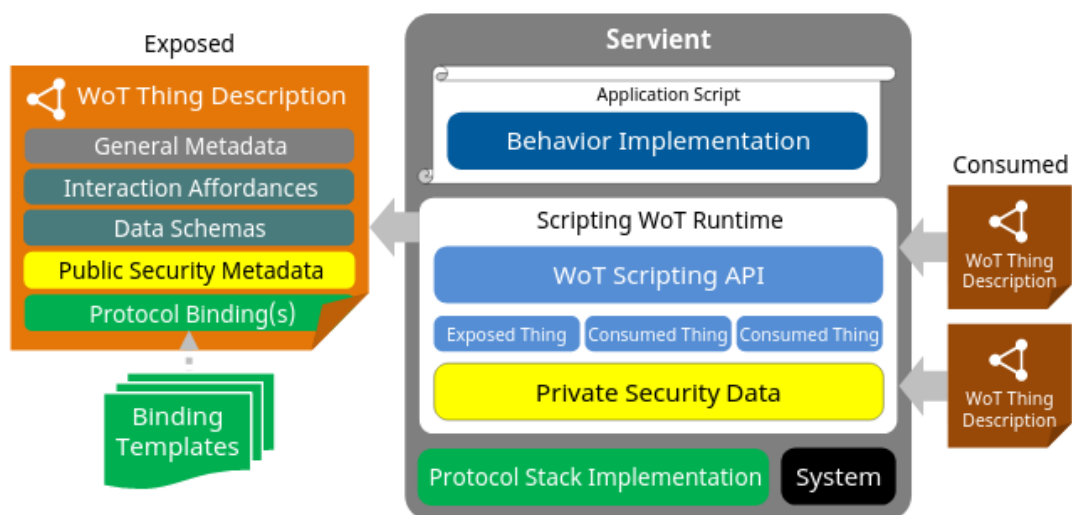 Exposed
WoT Thing Description
General Metadata
Interaction Affordances
Data Schemas
Public Security Metadata
Protocol Binding(s)
Binding
Templates
Servient
Application Script
Behavior Implementation
Scripting WoT Runtime
WoT Scripting API
Exposed Thing
Consumed Thing
Consumed Thing
Private Security Data
Protocol Stack Implementation
System
Consumed
WoT Thing
Description
WoT Thing
Description